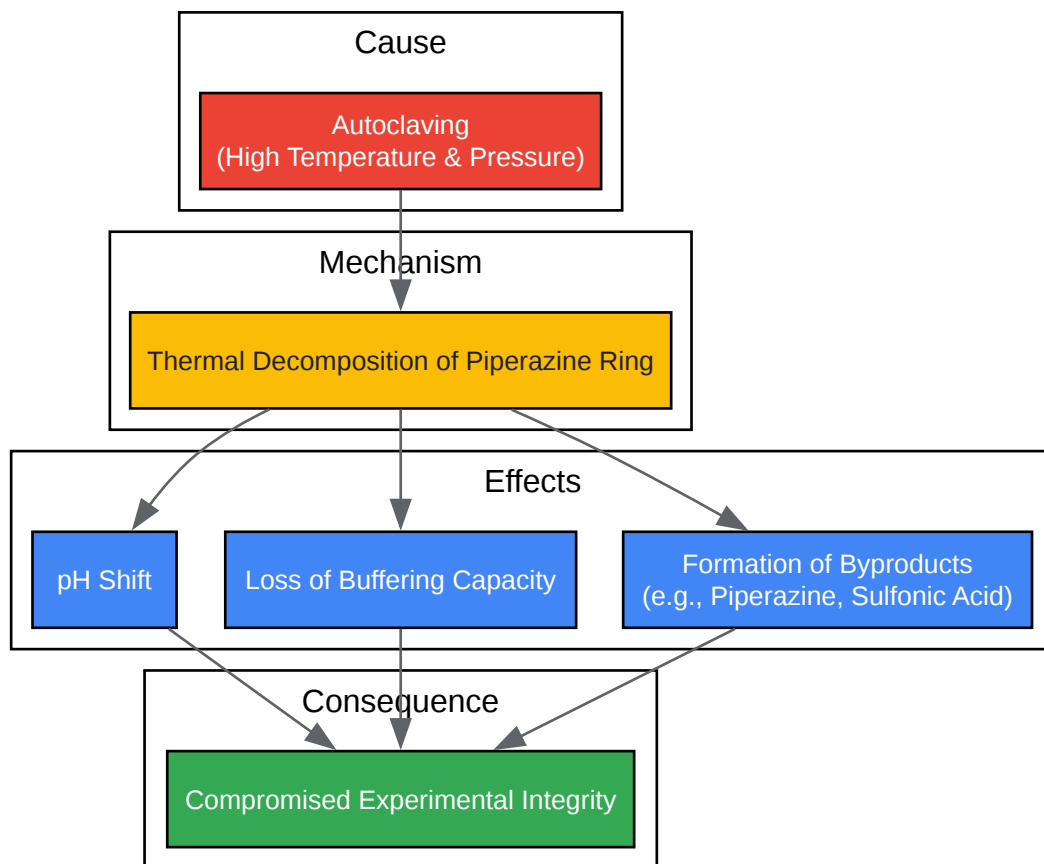 Cause
Autoclaving
(High Temperature & Pressure)
Mechanism
Thermal Decomposition of Piperazine Ring
Effects
pH Shift
Loss of Buffering Capacity
Formation of Byproducts
(e.g., Piperazine, Sulfonic Acid)
Consequence
Compromised Experimental Integrity